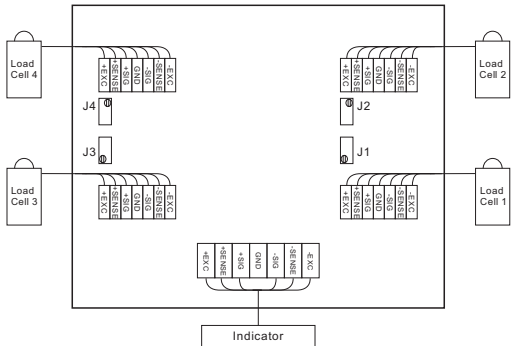 Load
Cell 4
+EXC
+SENSE
+SIG
GND
-SIG
-SENSE
-EXC
Load
Cell 2
+EXC
+SENSE
+SIG
GND
-SIG
-SENSE
-EXC
J4
J2
J3
J1
Load
Cell 3
+EXC
+SENSE
+SIG
GND
-SIG
SENSE
-EXC
Load
Cell 1
+EXC
+SENSE
+SIG
GND
-SIG
-SENSE
-EXC
+EXC
+SENSE
+SIG
GND
-SIG
-SENSE
-EXC
Indicator